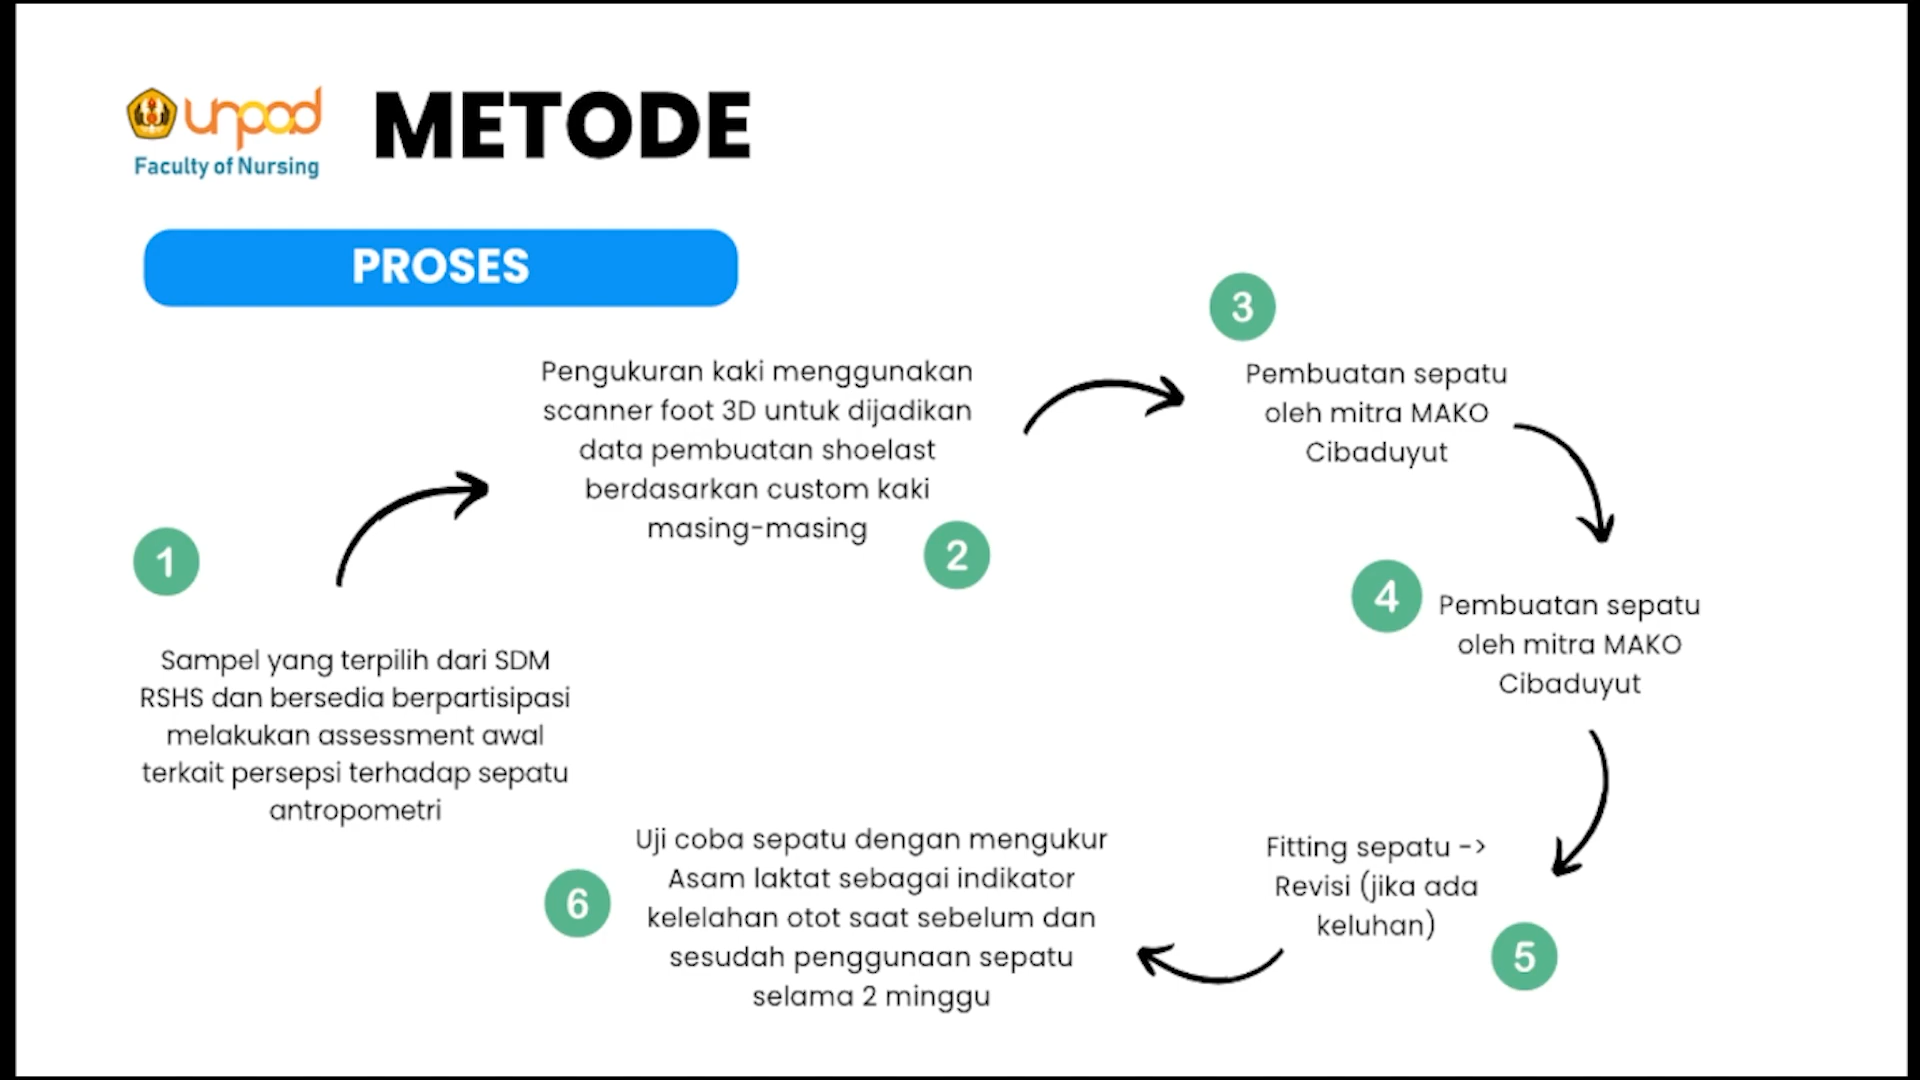 unpad
Faculty of Nursing
METODE
PROSES
1
Sampel yang terpilih dari SDM
RSHS dan bersedia berpartisipasi
melakukan assessment awal
terkait persepsi terhadap sepatu
antropometri
Pengukuran kaki menggunakan
scanner foot 3D untuk dijadikan
data pembuatan shoelast
berdasarkan custom kaki
masing-masing
2
3
Pembuatan sepatu
oleh mitra MAKO
Cibaduyut
4
Pembuatan sepatu
oleh mitra MAKO
Cibaduyut
Fitting sepatu ->
Revisi (jika ada
keluhan)
5
6
Uji coba sepatu dengan mengukur
Asam laktat sebagai indikator
kelelahan otot saat sebelum dan
sesudah penggunaan sepatu
selama 2 minggu